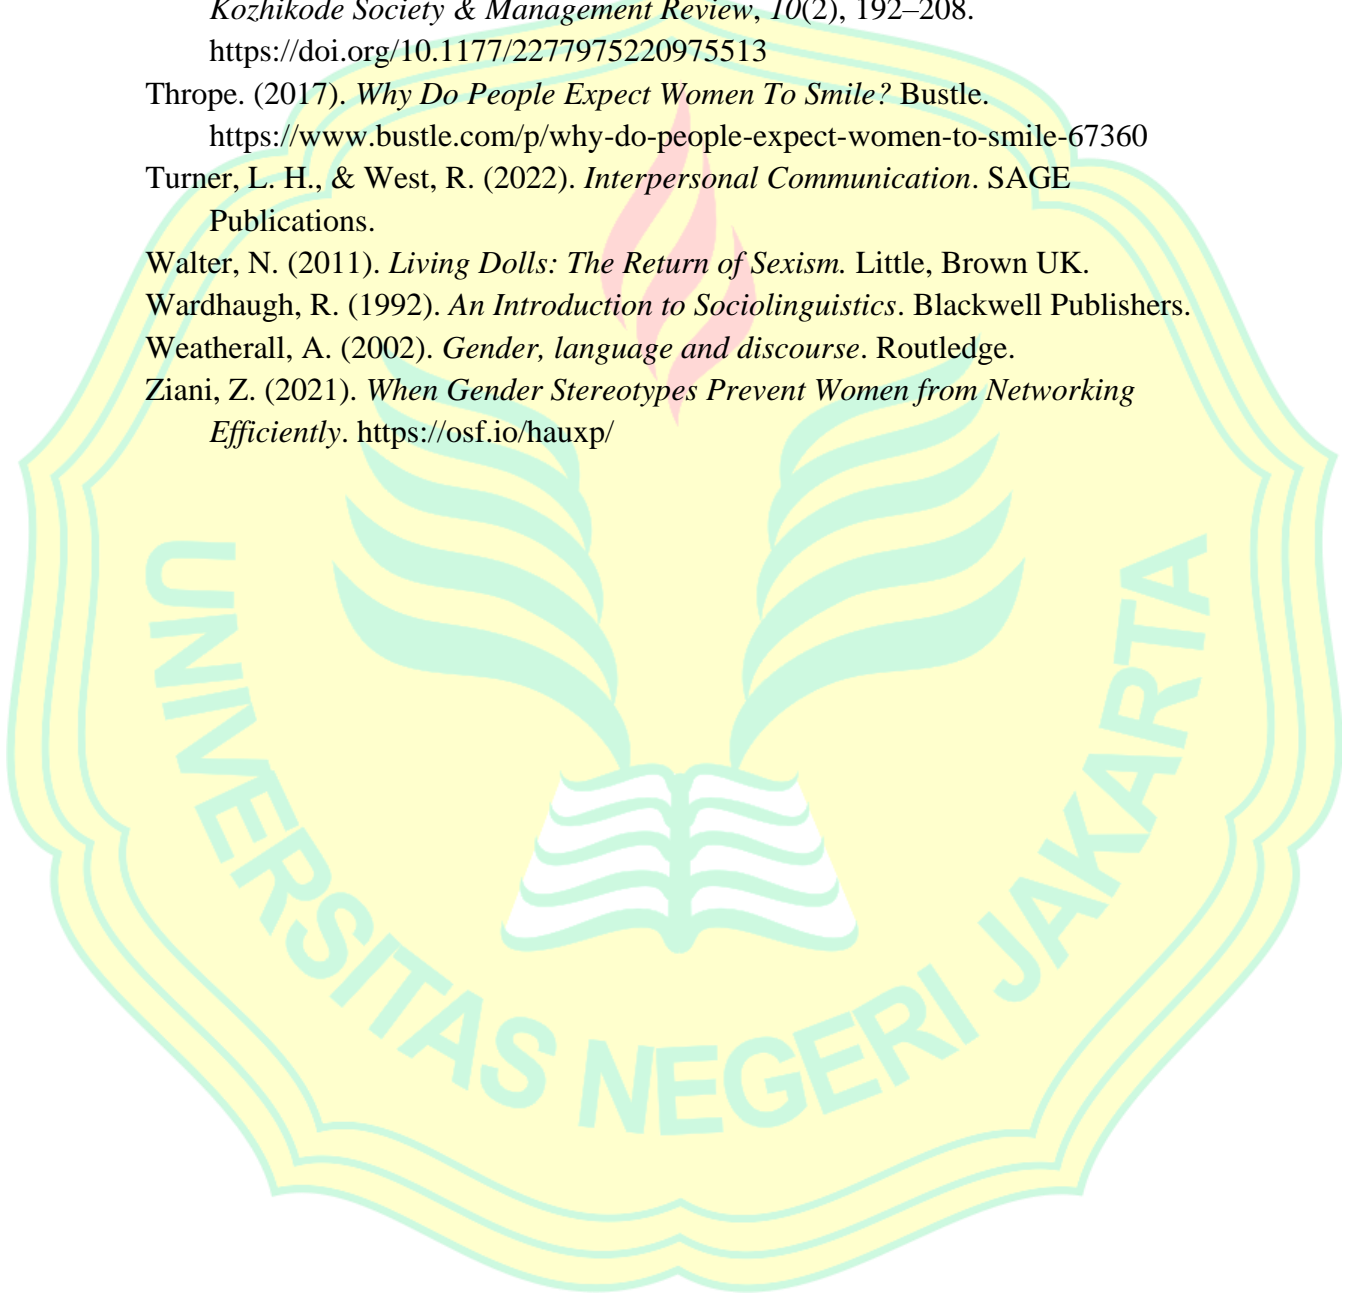 Kozhikode Society & Management Review, 10(2), 192–208.
https://doi.org/10.1177/2277975220975513
Thrope. (2017). Why Do People Expect Women To Smile? Bustle.
https://www.bustle.com/p/why-do-people-expect-women-to-smile-67360
Turner, L. H., & West, R. (2022). Interpersonal Communication. SAGE
Publications.
Walter, N. (2011). Living Dolls: The Return of Sexism. Little, Brown UK.
Wardhaugh, R. (1992). An Introduction to Sociolinguistics. Blackwell Publishers.
Weatherall, A. (2002). Gender, language and discourse. Routledge.
Ziani, Z. (2021). When Gender Stereotypes Prevent Women from Networking
Efficiently. https://osf.io/hauxp/
UNIVERSITAS NEGERI JAKARTA